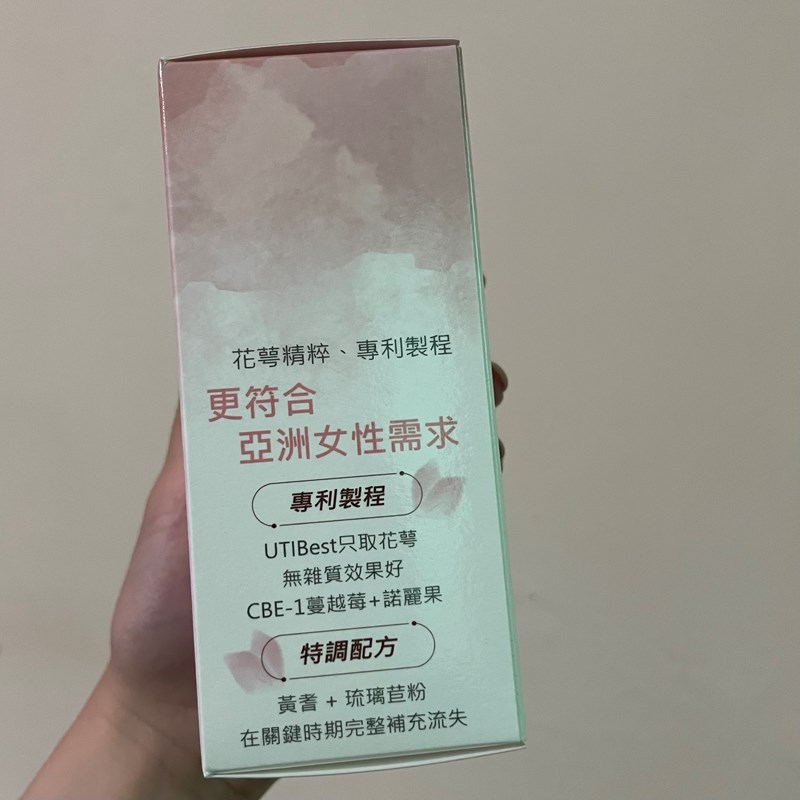 花萼精粹、專利製程
更符合
亞洲女性需求
專利製程
UTIBest只取花萼
無雜質效果好
CBE-1蔓越莓+諾麗果
特調配方
黃耆 + 琉璃苣粉
在關鍵時期完整補充流失